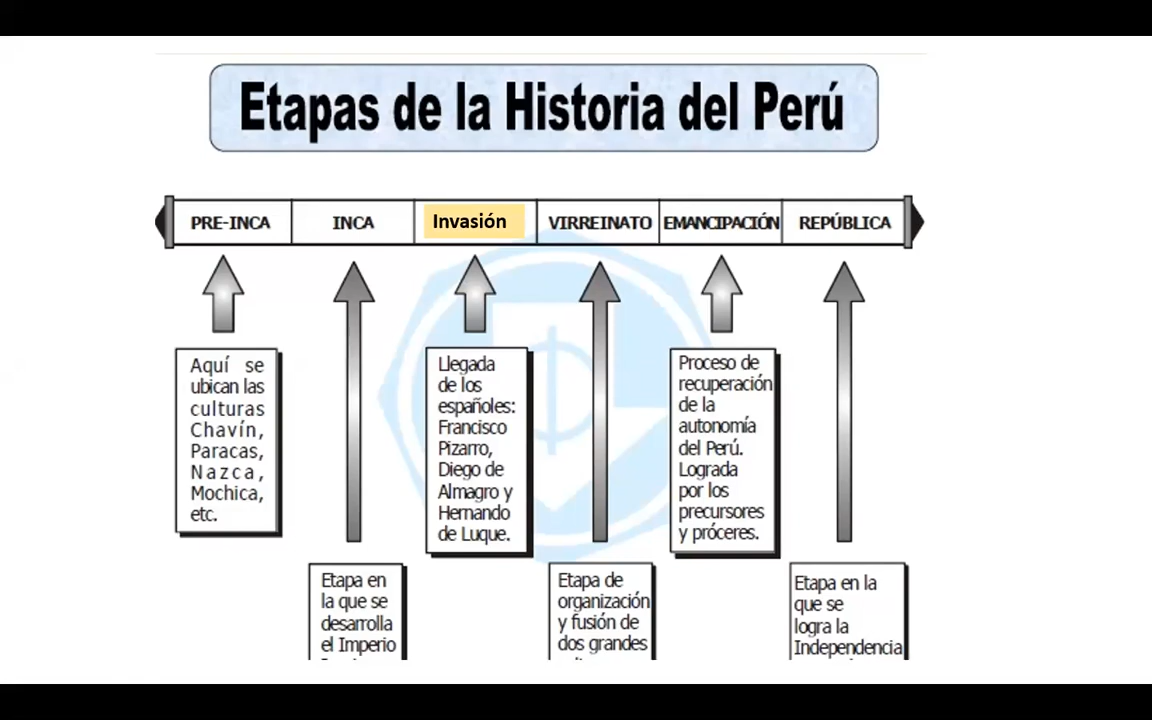 Etapas de la Historia del Perú
PRE-INCA
INCA
Invasión
VIRREINATO
EMANCIPACIÓN
REPÚBLICA
Aquí se
ubican las
culturas
Chavín,
Paracas,
Nazca,
Mochica,
etc.
Llegada
de los
españoles:
Francisco
Pizarro,
Diego de
Almagro y
Hernando
de Luque.
Proceso de
recuperación
de la
autonomía
del Perú.
Lograda
por los
precursores
y próceres.
Etapa en
la que se
desarrolla
el Imperio
Etapa de
organización
y fusión de
dos grandes
Etapa en la
que se
logra la
Independencia